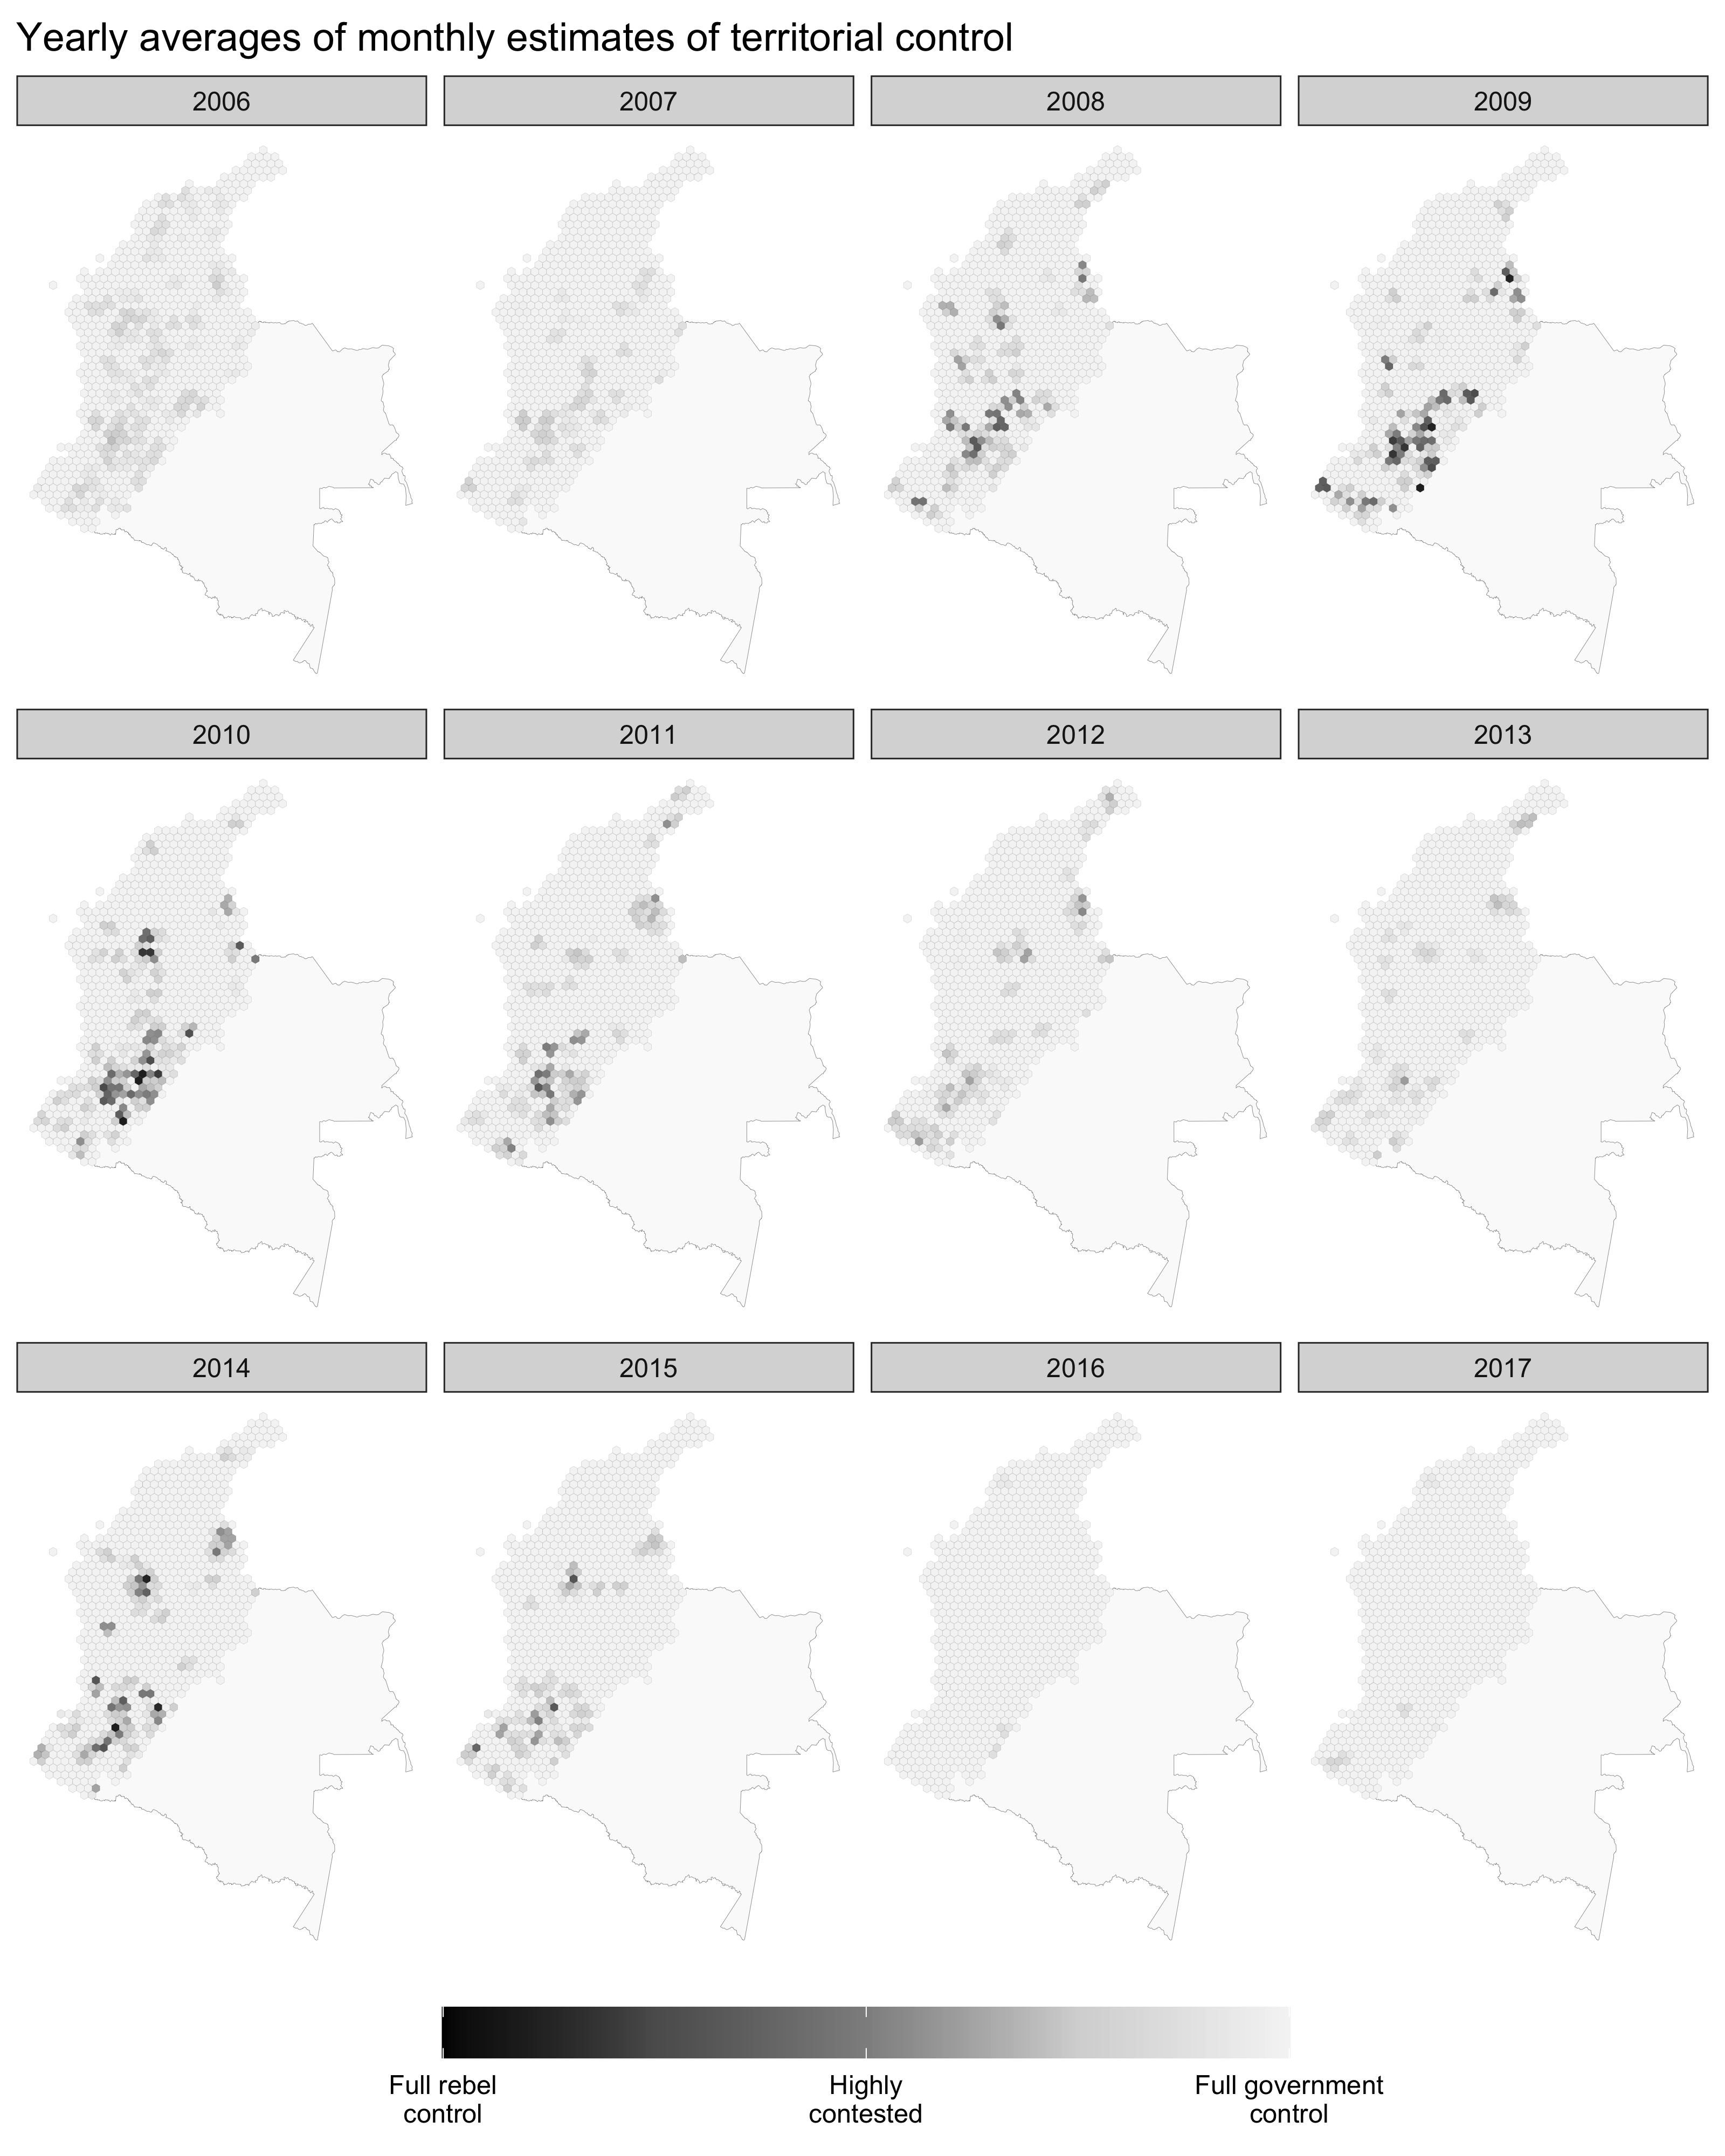 Yearly averages of monthly estimates of territorial control
2006
2007
2008
2009
2010
2011
2012
2013
2014
2015
2016
2017
Full rebel
control
Highly
contested
Full government
control